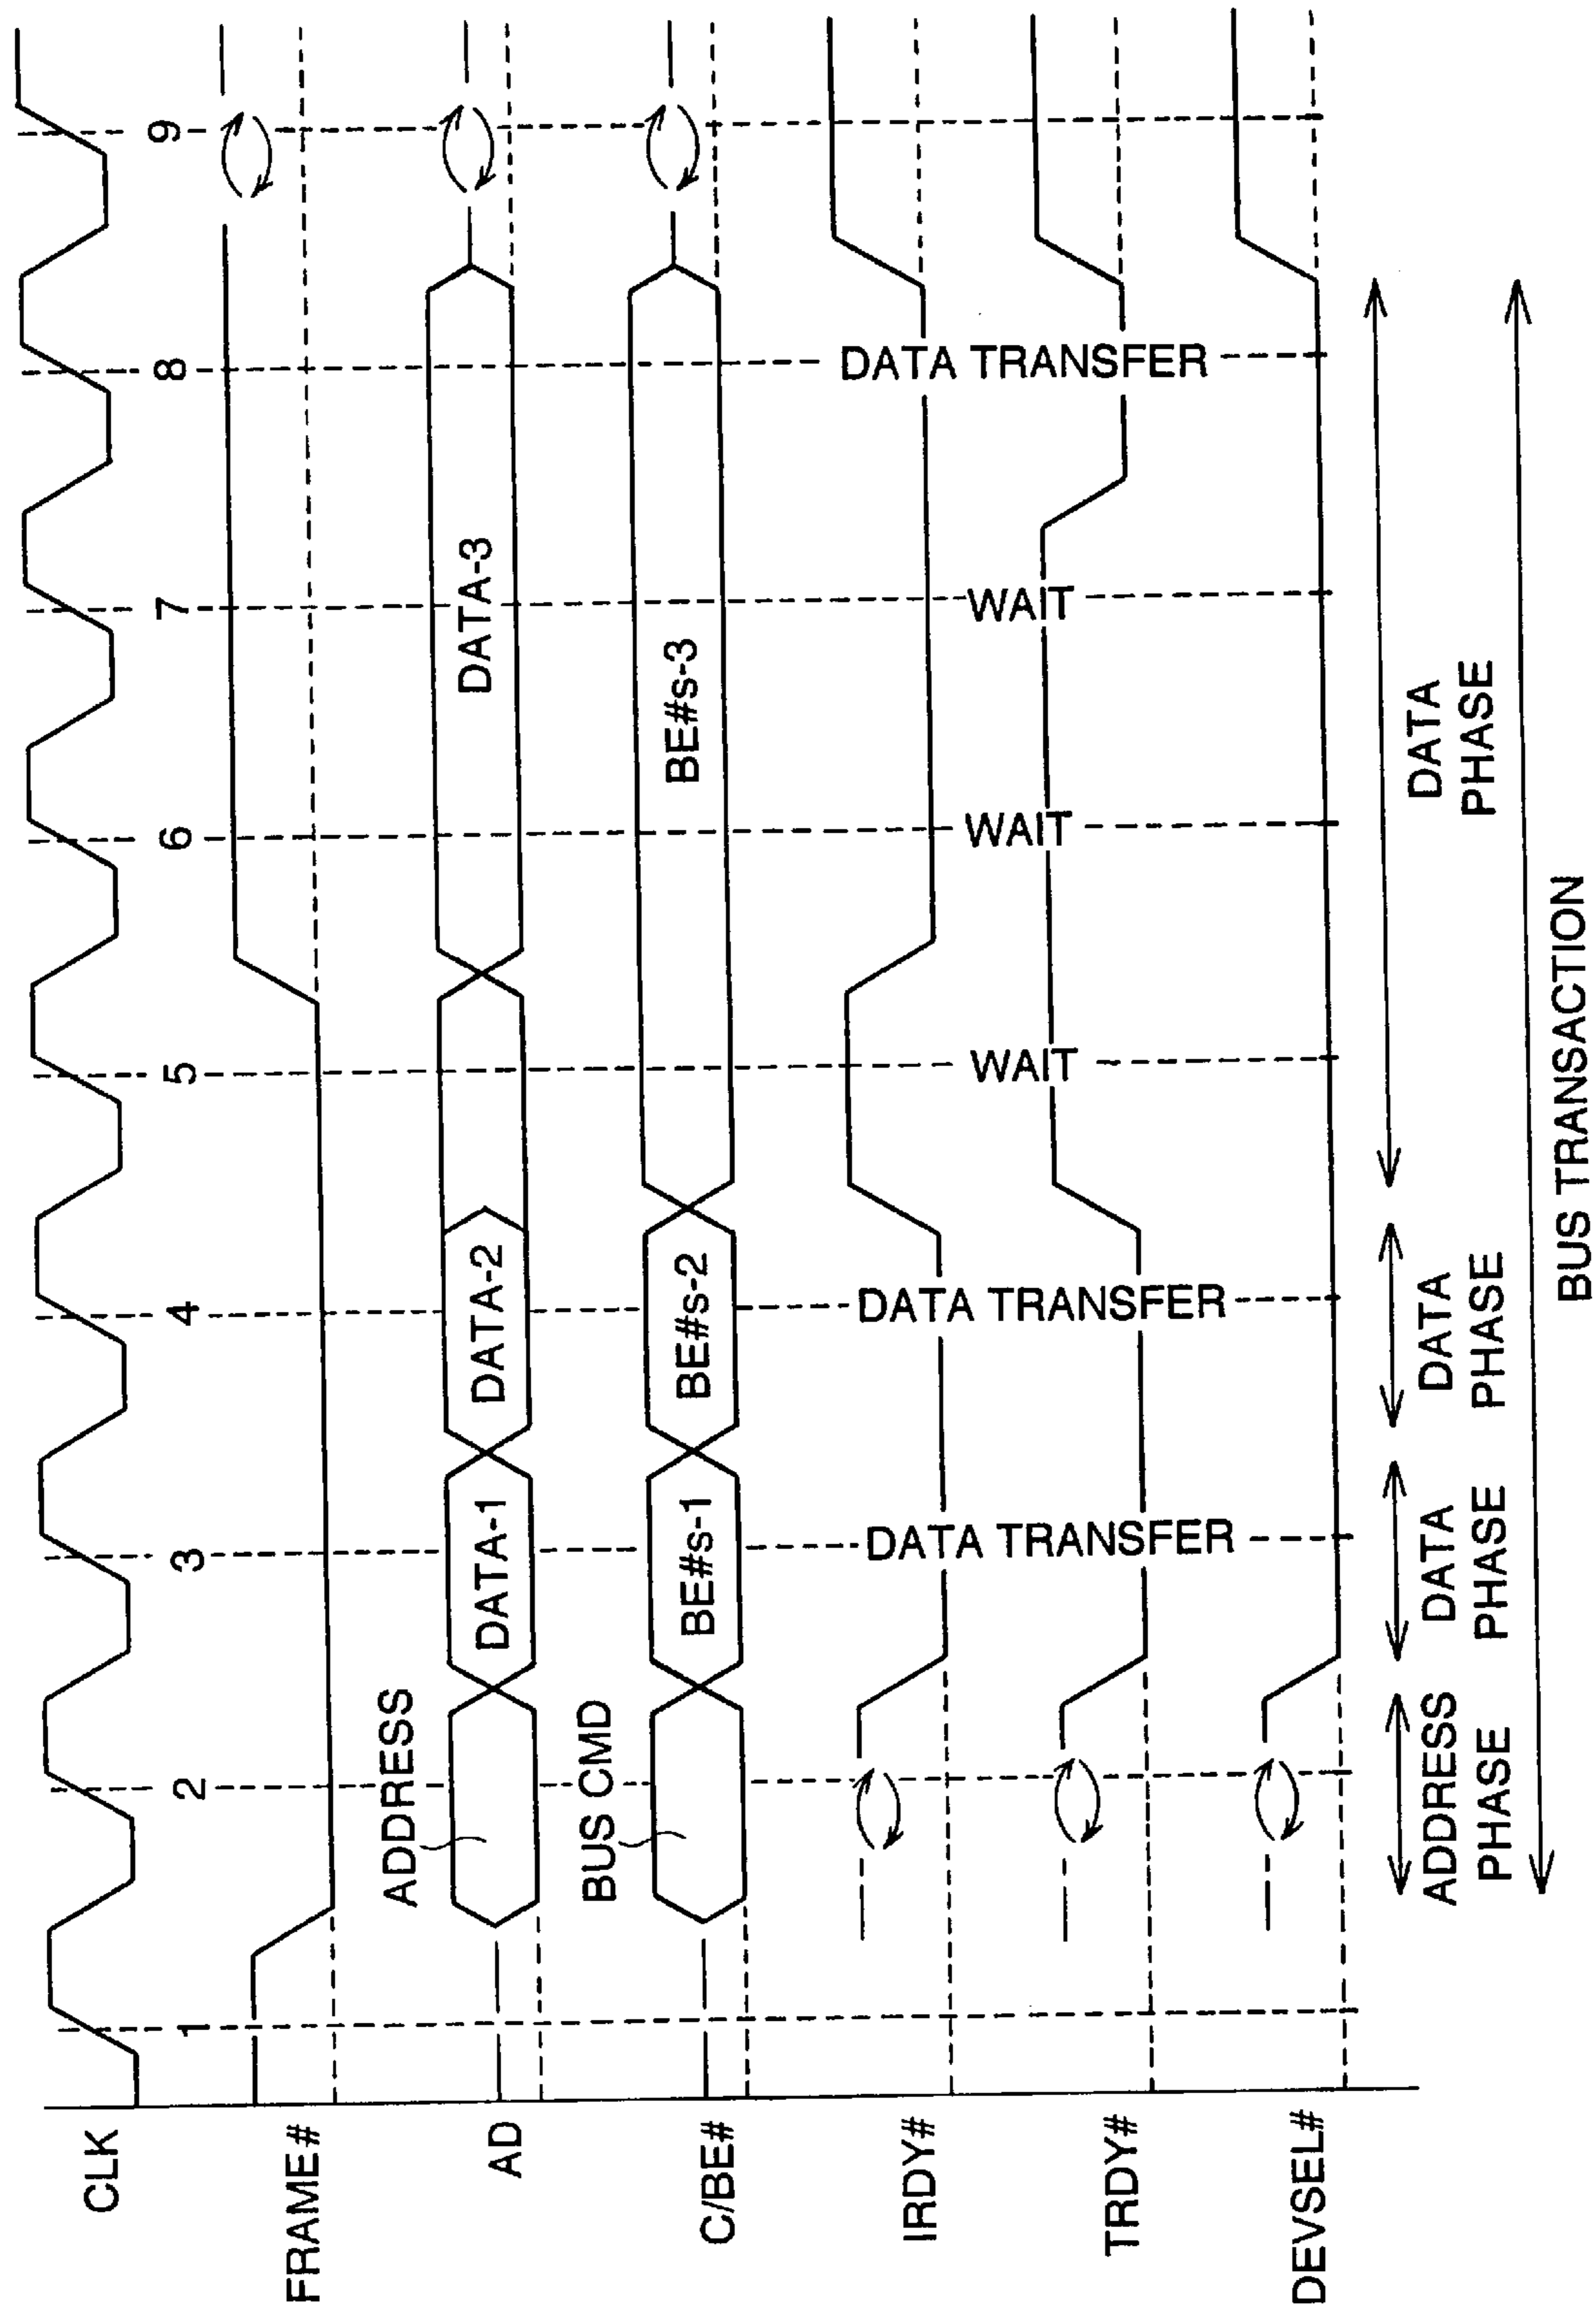 CLK
1
2
3
4
5
6
7
8
9
FRAME#
AD
ADDRESS
DATA-1
DATA-2
DATA-3
C/BE#
BUS CMD
BE#s-1
BE#s-2
BE#s-3
IRDY#
DATA TRANSFER
DATA TRANSFER
WAIT
WAIT
WAIT
DATA TRANSFER
TRDY#
DEVSEL#
ADDRESS
PHASE
DATA
PHASE
DATA
PHASE
DATA
PHASE
BUS TRANSACTION